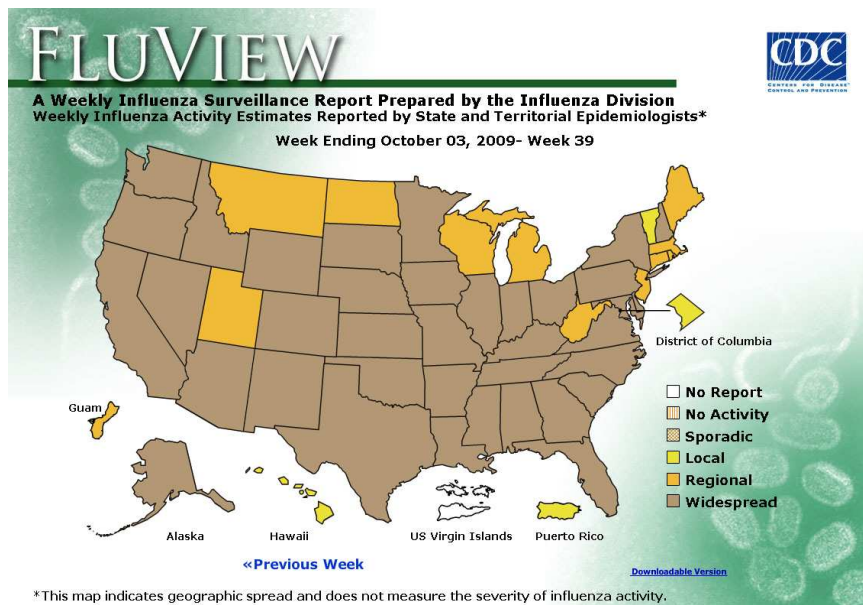 FLUVIEW
CDC
CENTERS FOR DISEASE
CONTROL AND PREVENTION
A Weekly Influenza Surveillance Report Prepared by the Influenza Division
Weekly Influenza Activity Estimates Reported by State and Territorial Epidemiologists*
Week Ending October 03, 2009- Week 39
District of Columbia
No Report
No Activity
Sporadic
Local
Regional
Widespread
Guam
Alaska
Hawaii
US Virgin Islands
Puerto Rico
«Previous Week
Downloadable Version
*This map indicates geographic spread and does not measure the severity of influenza activity.